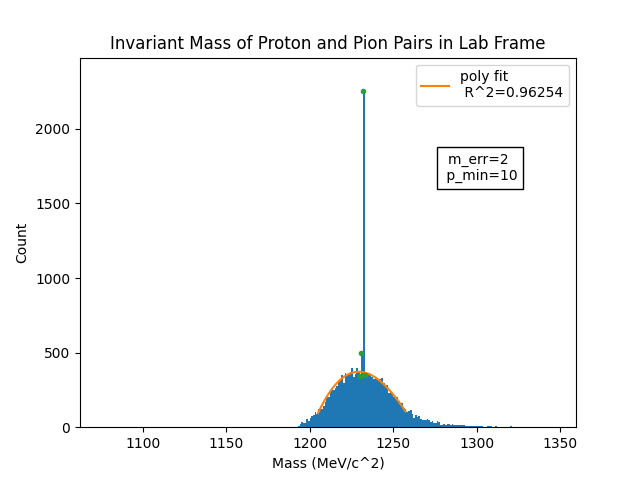 Invariant Mass of Proton and Pion Pairs in Lab Frame
poly fit
R^2=0.96254
m_err=2
p_min=10
2000
1500
1000
500
0
Count
1100
1150
1200
1250
1300
1350
Mass (MeV/c^2)